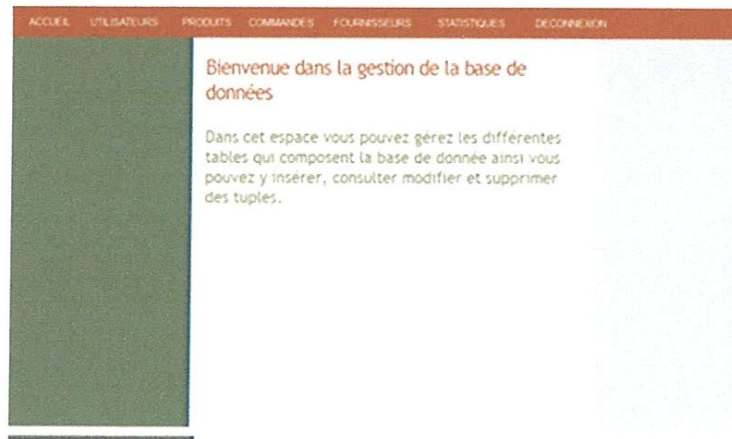 ACCUEIL UTILISATEURS PRODUITS COMMANDES FOURNISSEURS STATISTIQUES DECONNEXION
Bienvenue dans la gestion de la base de
données
Dans cet espace vous pouvez gérez les différentes
tables qui composent la base de donnée ainsi vous
pouvez y insérer, consulter modifier et supprimer
des tuples.